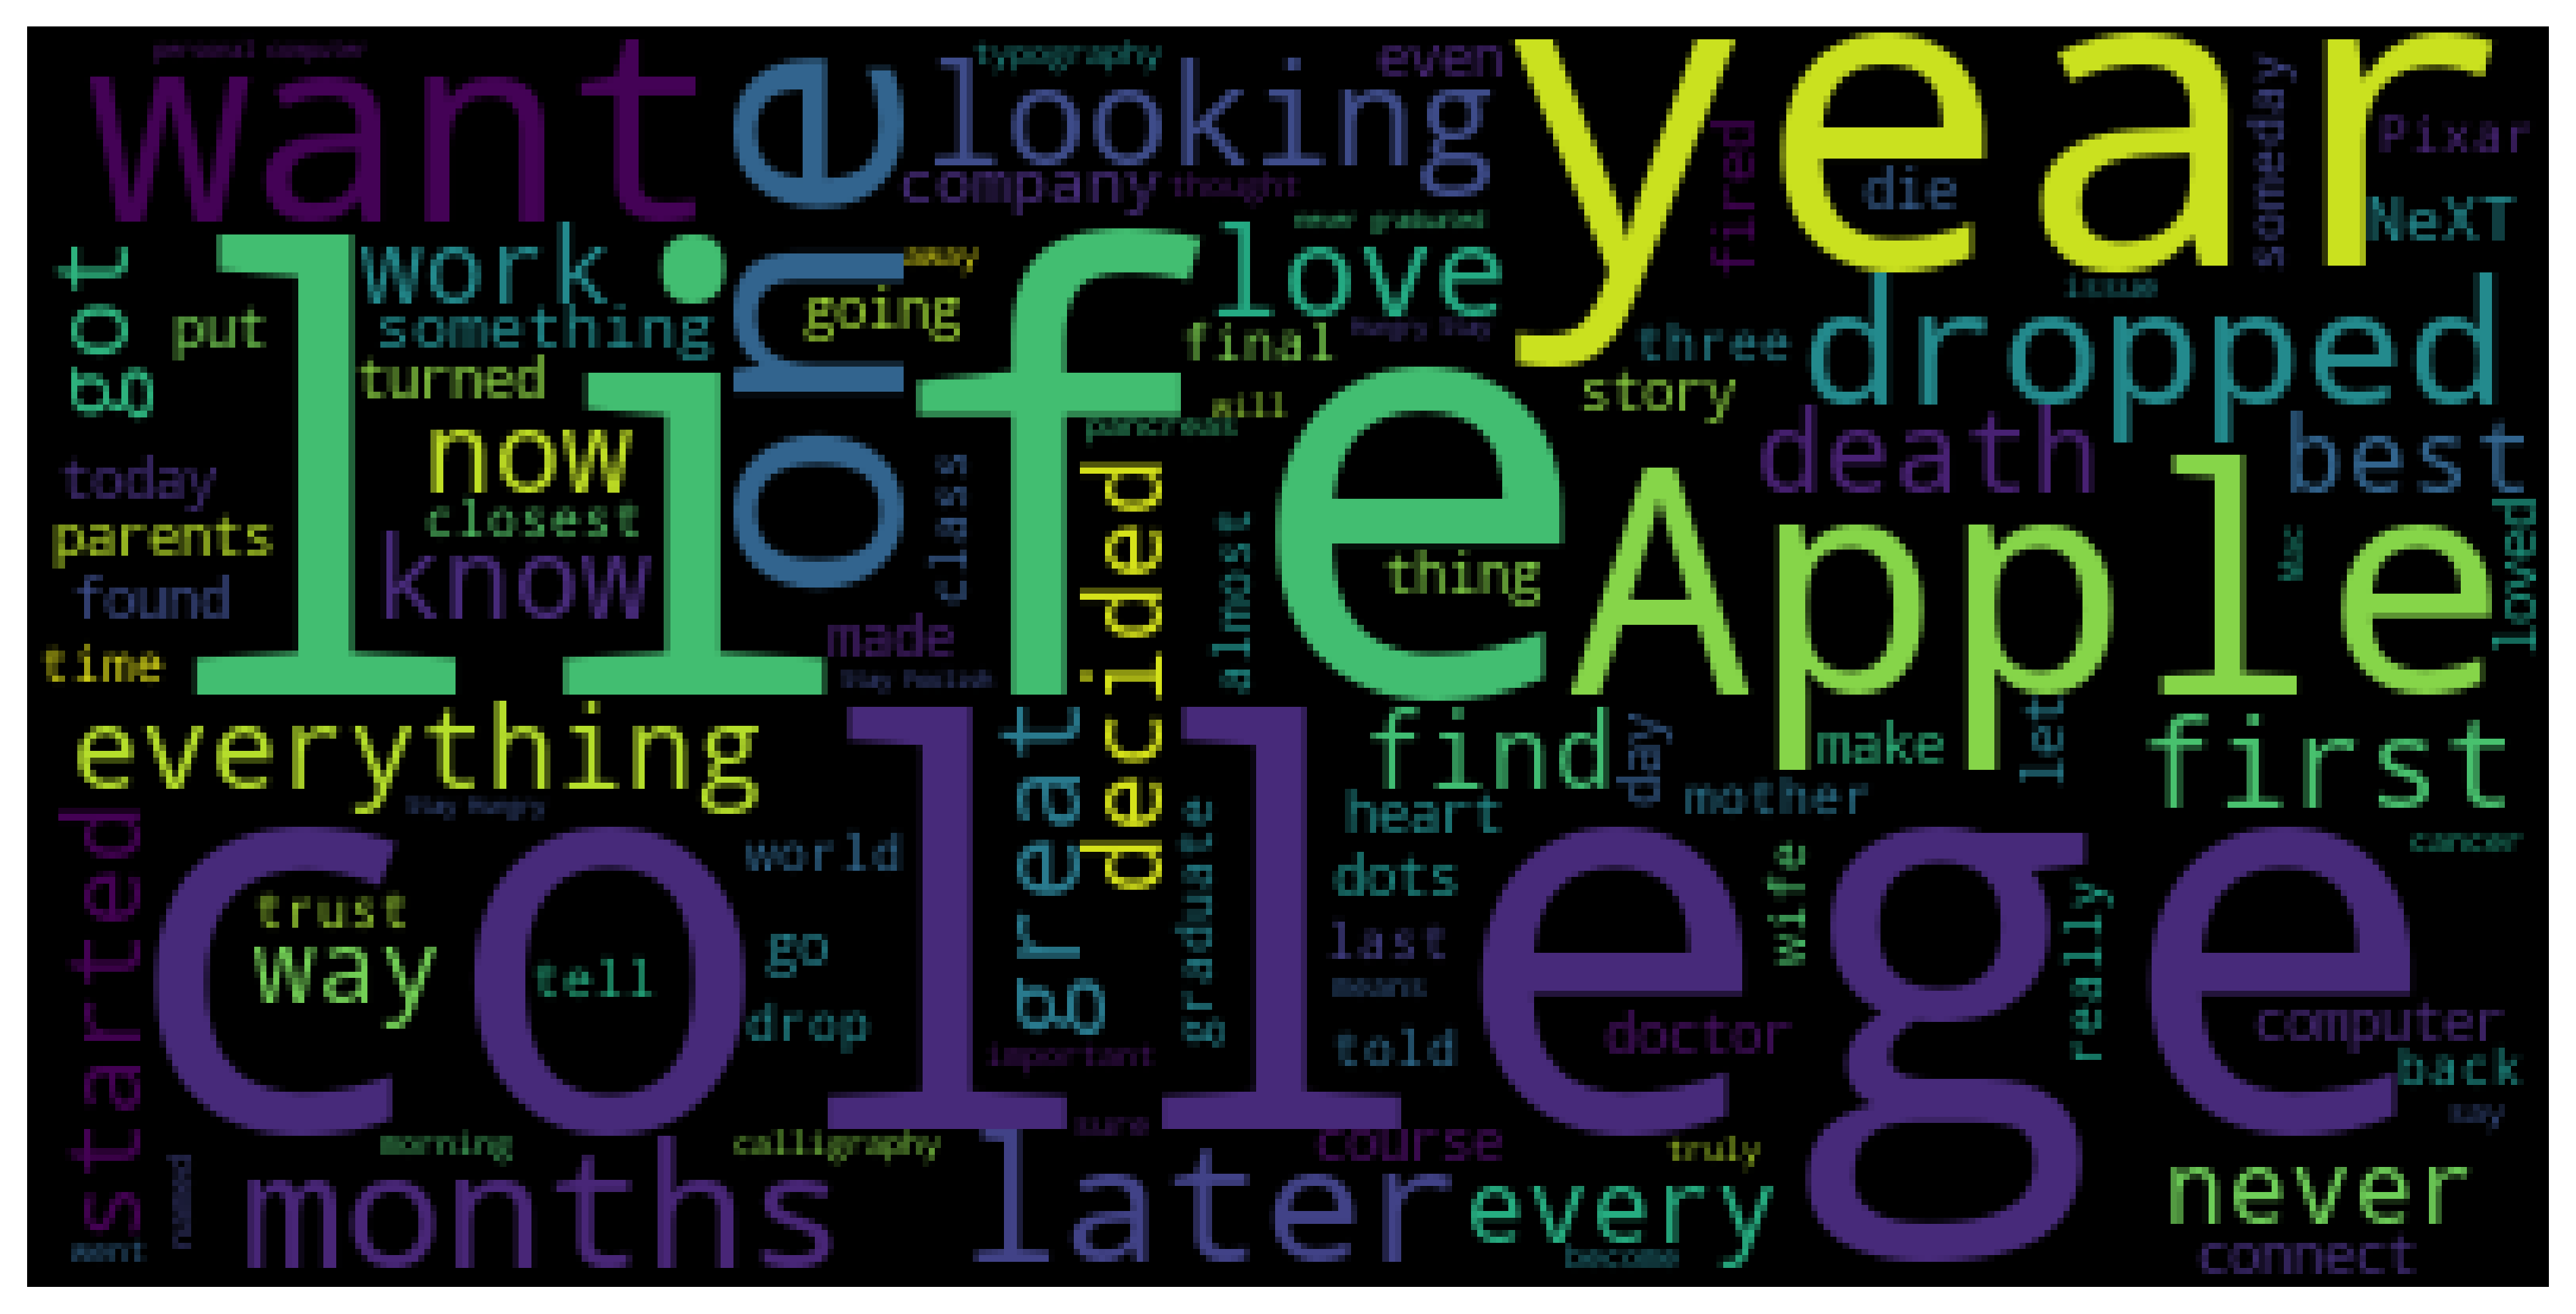 personal computer
want
one
looking
typography
even
company
thought
year
fired
die
someday
Pixar
NeXT
got
put
work
something
turned
life
away
going
love
never graduated
final
Hungry Stay
three
issue
story
dropped
today
parents
found
time
now
closest
know
class
made
Stay Foolish
decided
pancreas
will
almost
thing
death
best
Apple
Mac
loved
everything
Stay Hungry
great
find
day
make
let
first
mother
heart
started
college
trust
way
tell
world
go
drop
graduate
dots
last
means
told
important
wife
doctor
really
cancer
computer
back
say
morning
calligraphy
sure
course
truly
months
later
every
become
never
connect
went